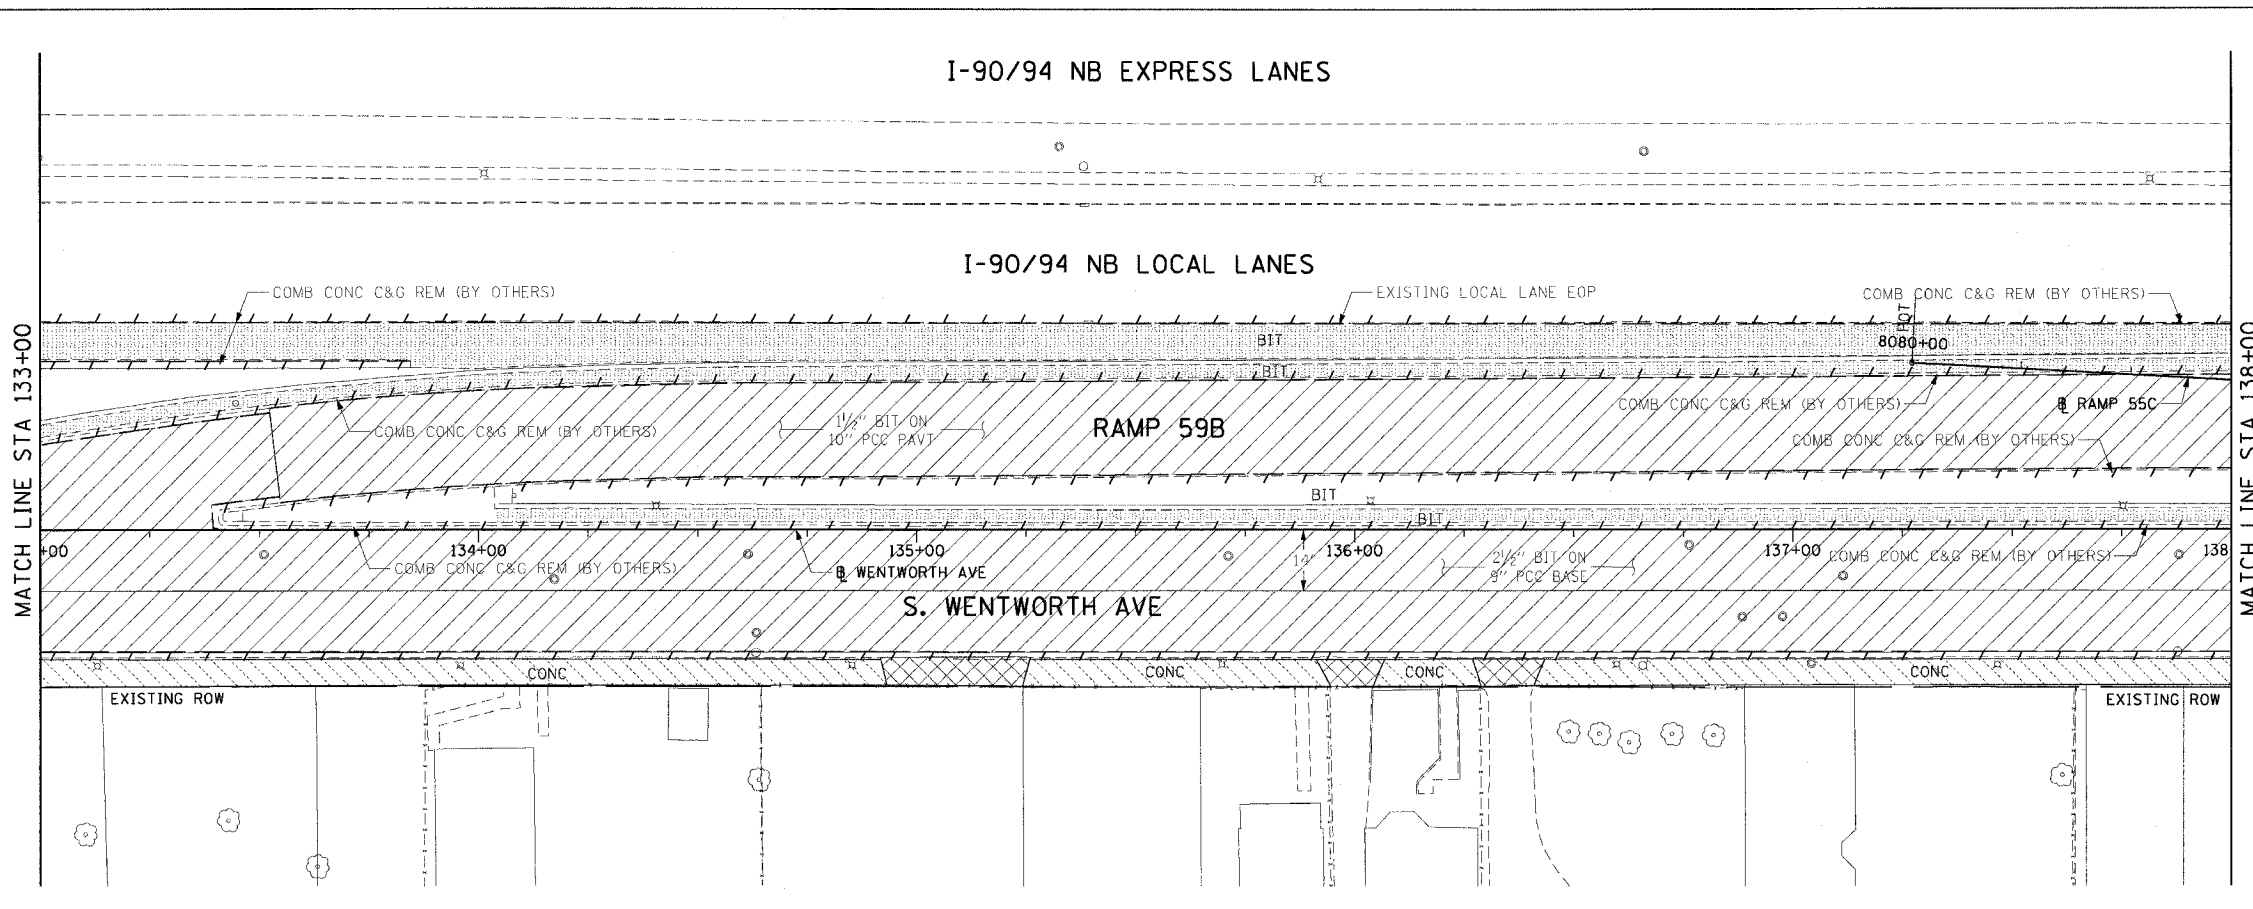 I-90/94 NB EXPRESS LANES
I-90/94 NB LOCAL LANES
COMB CONC C&G REM (BY OTHERS)
EXISTING LOCAL LANE EOP
COMB CONC C&G REM (BY OTHERS)
POT
8080+00
BIT
BIT
MATCH LINE STA 133+00
MATCH LINE STA 138+00
COMB CONC C&G REM (BY OTHERS)
1½" BIT ON
10" PCC PAVT
RAMP 59B
COMB CONC C&G REM (BY OTHERS)
℄ RAMP 55C
COMB CONC C&G REM (BY OTHERS)
BIT
BIT
+00
134+00
135+00
136+00
137+00
138
COMB CONC C&G REM (BY OTHERS)
℄ WENTWORTH AVE
14'
2½" BIT ON
9" PCC BASE
COMB CONC C&G REM (BY OTHERS)
S. WENTWORTH AVE
CONC
CONC
CONC
CONC
EXISTING ROW
EXISTING ROW